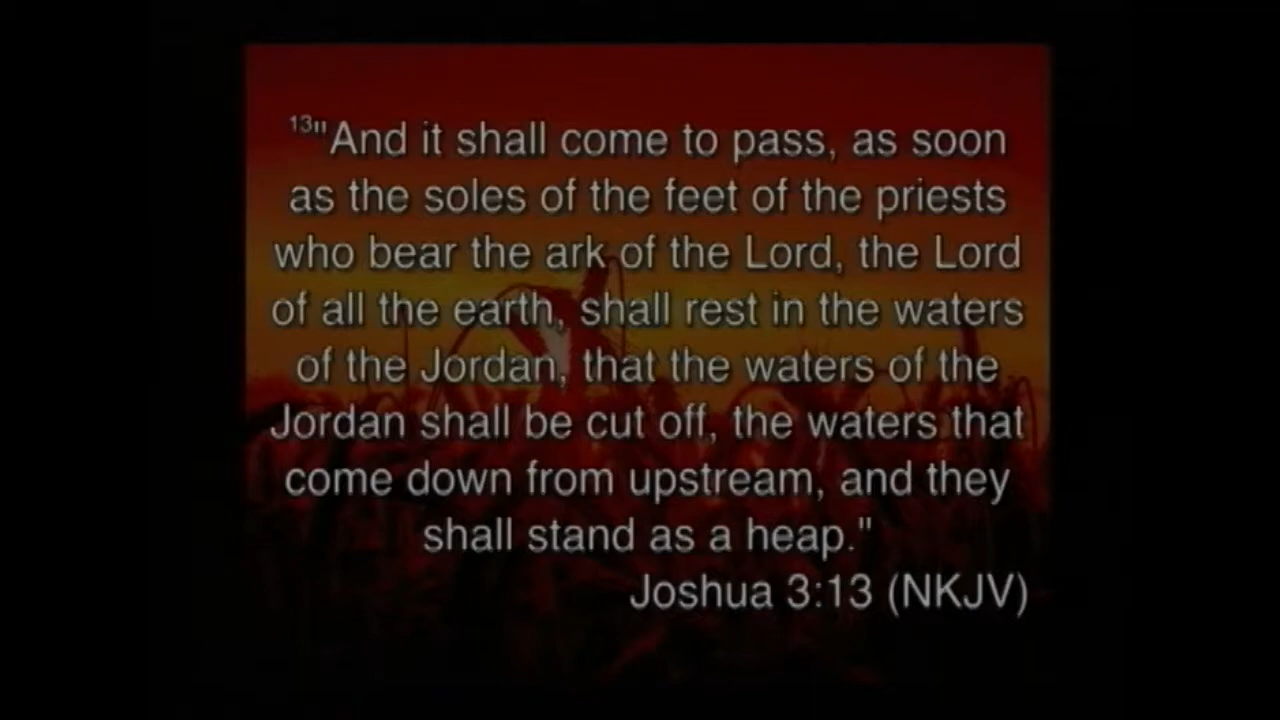 ¹³"And it shall come to pass, as soon
as the soles of the feet of the priests
who bear the ark of the Lord, the Lord
of all the earth, shall rest in the waters
of the Jordan, that the waters of the
Jordan shall be cut off, the waters that
come down from upstream, and they
shall stand as a heap."
Joshua 3:13 (NKJV)